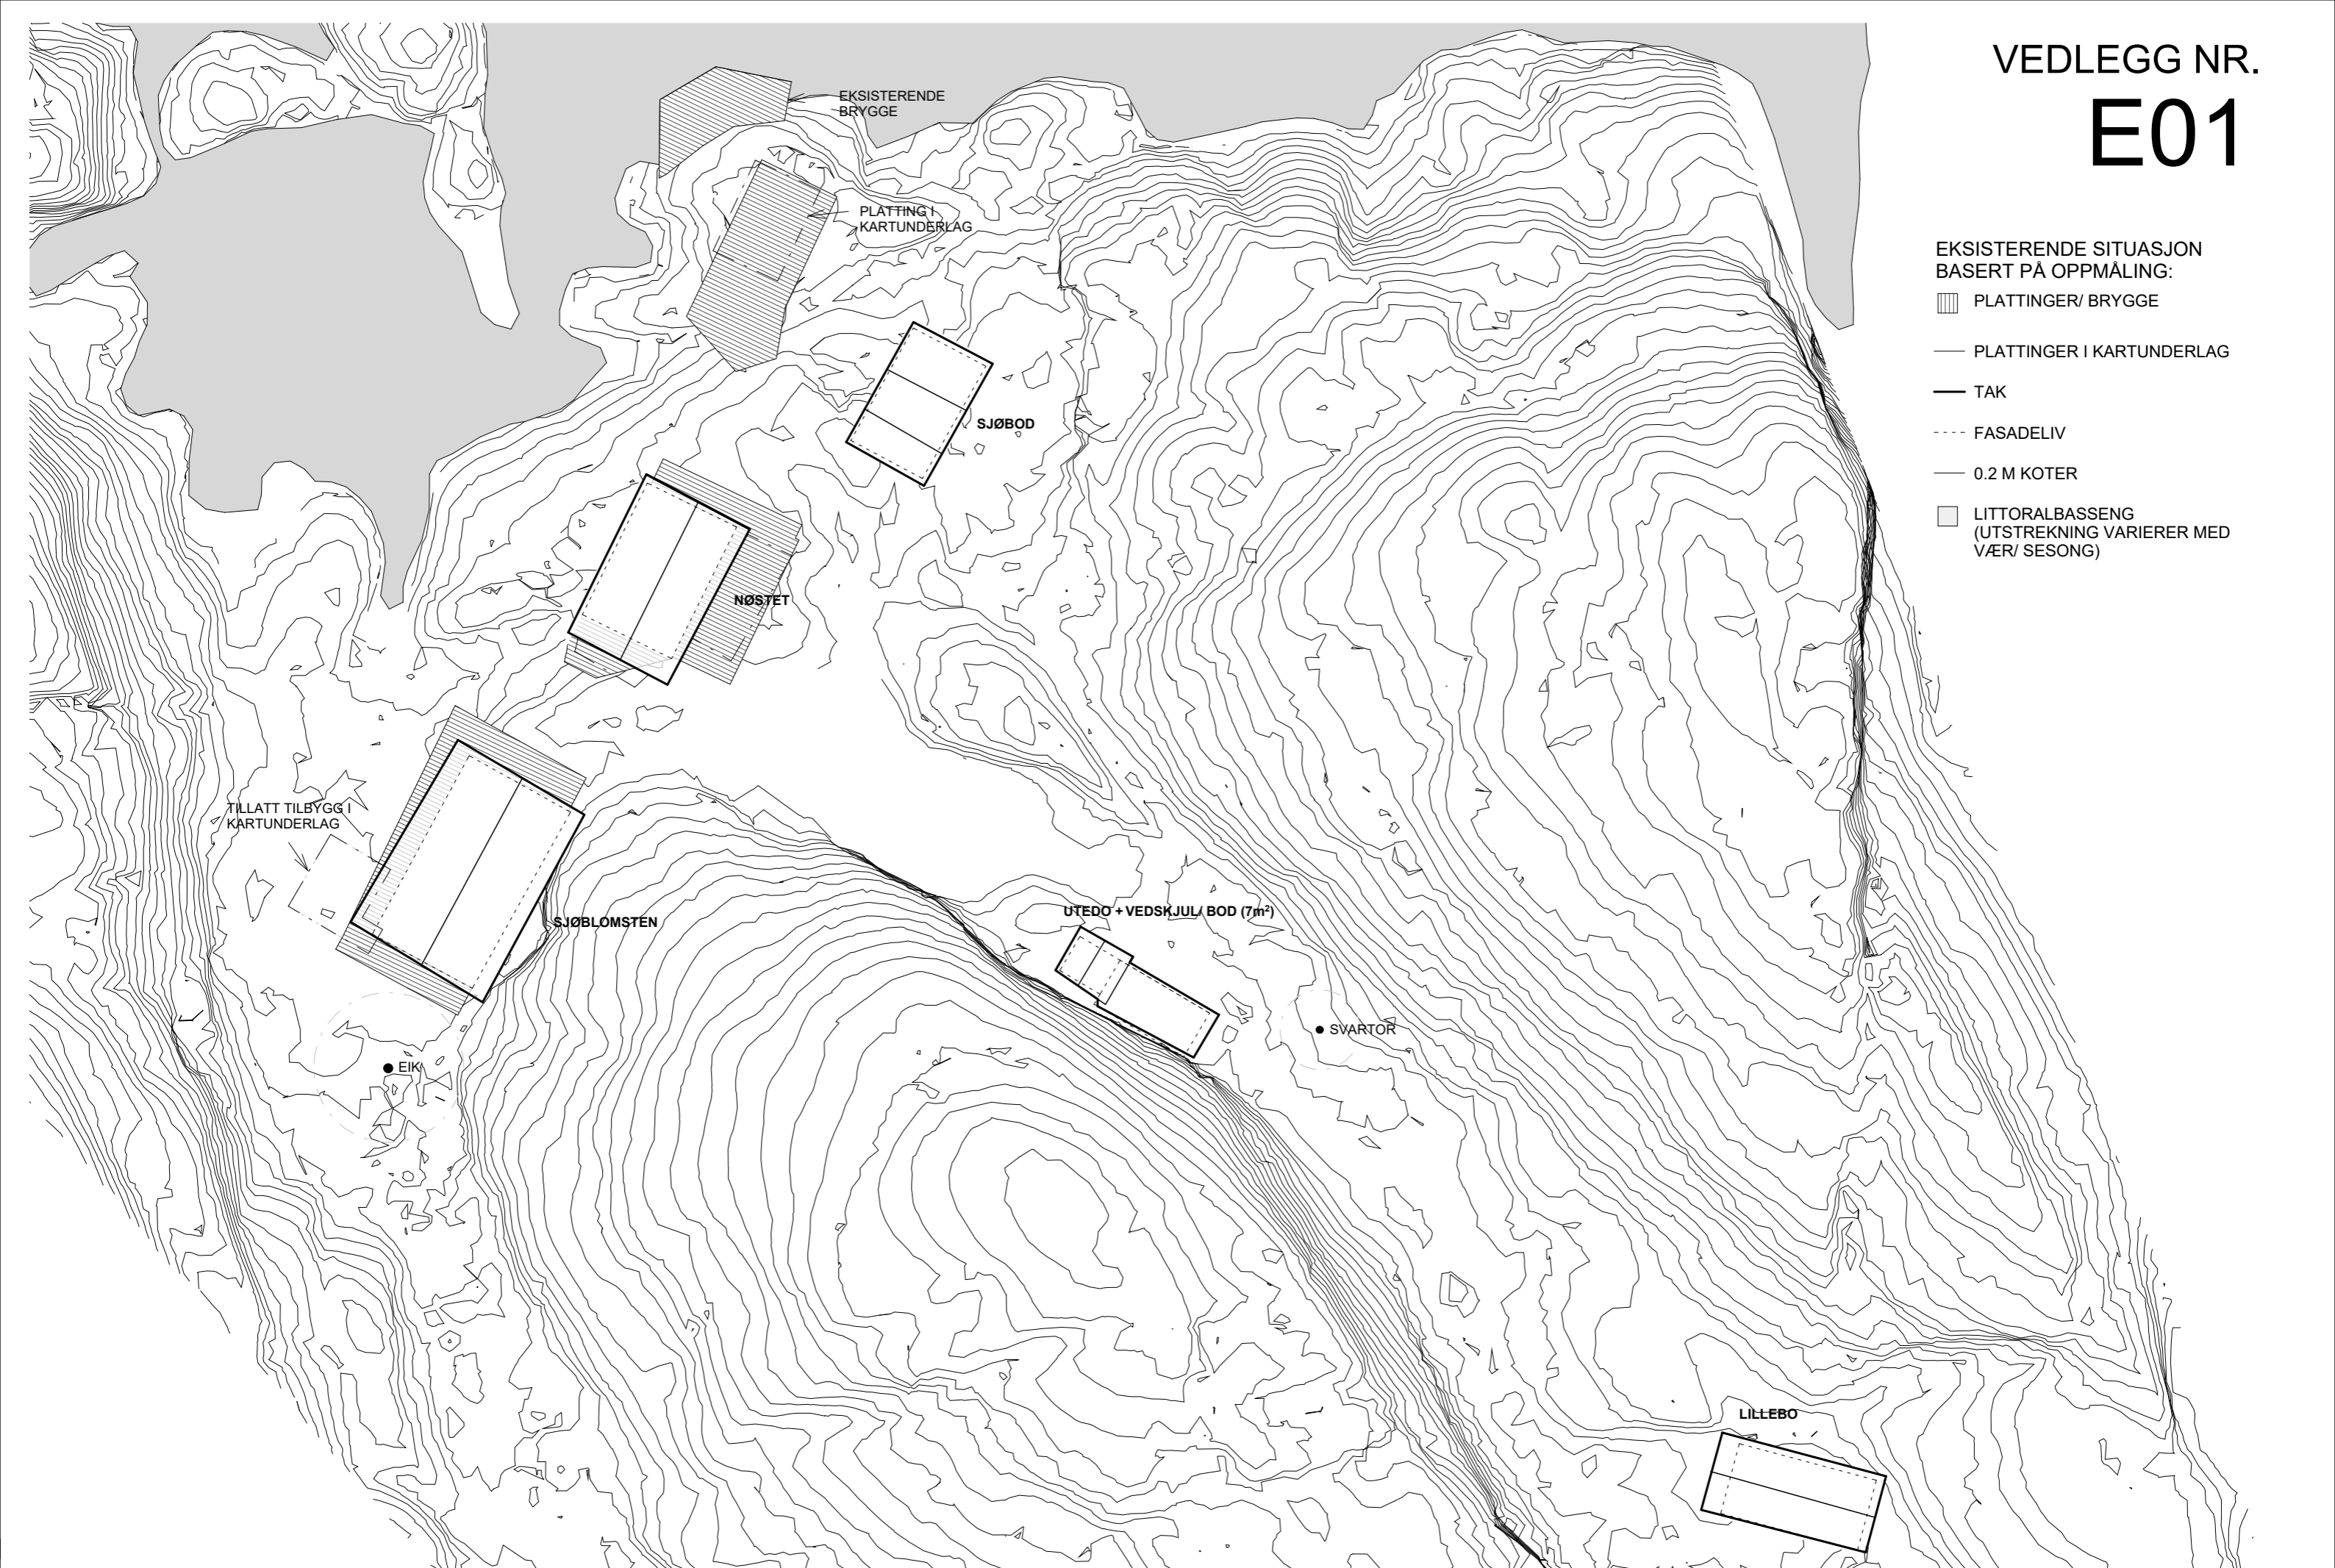 VEDLEGG NR.
E01
EKSISTERENDE SITUASJON
BASERT PÅ OPPMÅLING:
PLATTINGER/ BRYGGE
PLATTINGER I KARTUNDERLAG
TAK
FASADELIV
0.2 M KOTER
LITTORALBASSENG
(UTSTREKNING VARIERER MED
VÆR/ SESONG)
EKSISTERENDE
BRYGGE
PLATTING I
KARTUNDERLAG
SJØBOD
NØSTET
TILLATT TILBYGG I
KARTUNDERLAG
SJØBLOMSTEN
UTEDO + VEDSKJUL/ BOD (7m²)
SVARTOR
EIK
LILLEBO